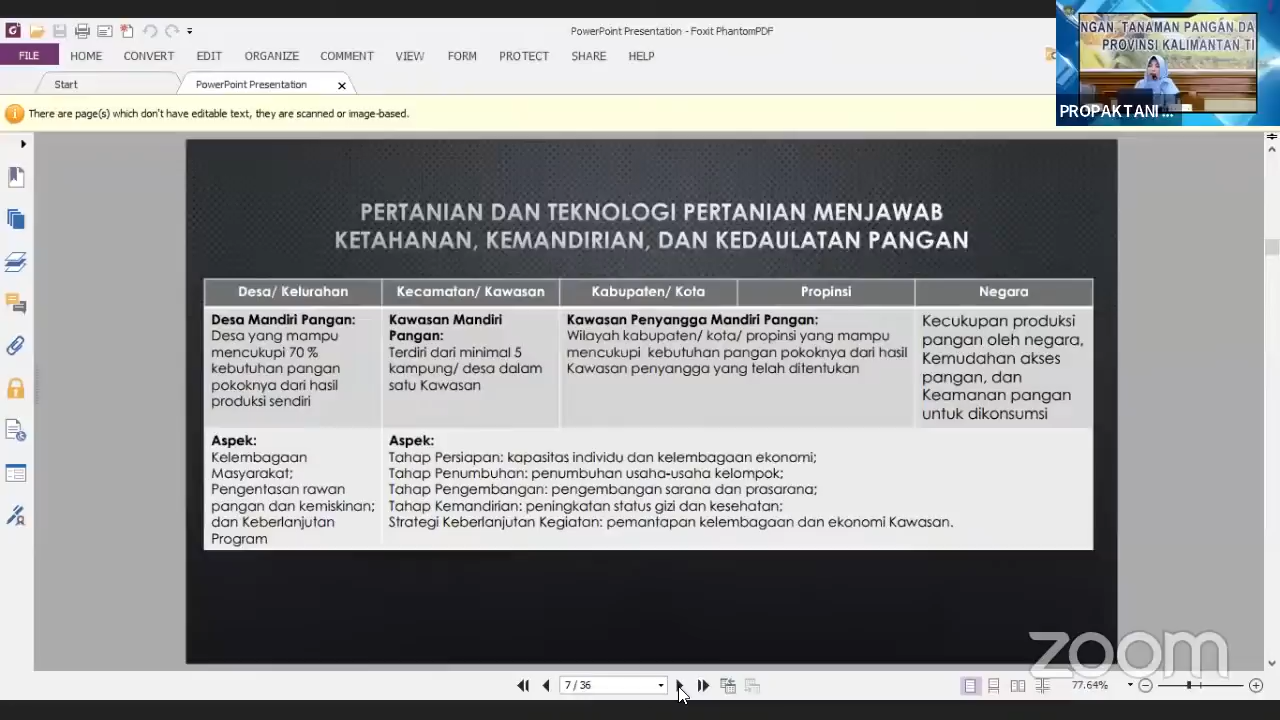 PowerPoint Presentation - Foxit PhantomPDF
FILE HOME CONVERT EDIT ORGANIZE COMMENT VIEW FORM PROTECT SHARE HELP
Start PowerPoint Presentation
There are page(s) which don't have editable text, they are scanned or image-based.
NGAN, TANAMAN PANGAN DA
PROVINSI KALIMANTAN TI
PROPAKTANI ...
PERTANIAN DAN TEKNOLOGI PERTANIAN MENJAWAB
KETAHANAN, KEMANDIRIAN, DAN KEDAULATAN PANGAN
Desa/ Kelurahan
Kecamatan/ Kawasan
Kabupaten/ Kota
Propinsi
Negara
Desa Mandiri Pangan:
Desa yang mampu
mencukupi 70 %
kebutuhan pangan
pokoknya dari hasil
produksi sendiri
Kawasan Mandiri
Pangan:
Terdiri dari minimal 5
kampung/ desa dalam
satu Kawasan
Kawasan Penyangga Mandiri Pangan:
Wilayah kabupaten/ kota/ propinsi yang mampu
mencukupi kebutuhan pangan pokoknya dari hasil
Kawasan penyangga yang telah ditentukan
Kecukupan produksi
pangan oleh negara,
Kemudahan akses
pangan, dan
Keamanan pangan
untuk dikonsumsi
Aspek:
Kelembagaan
Masyarakat;
Pengentasan rawan
pangan dan kemiskinan;
dan Keberlanjutan
Program
Aspek:
Tahap Persiapan: kapasitas individu dan kelembagaan ekonomi;
Tahap Penumbuhan: penumbuhan usaha-usaha kelompok;
Tahap Pengembangan: pengembangan sarana dan prasarana;
Tahap Kemandirian: peningkatan status gizi dan kesehatan;
Strategi Keberlanjutan Kegiatan: pemantapan kelembagaan dan ekonomi Kawasan.
zoom
7 / 36
77.64%